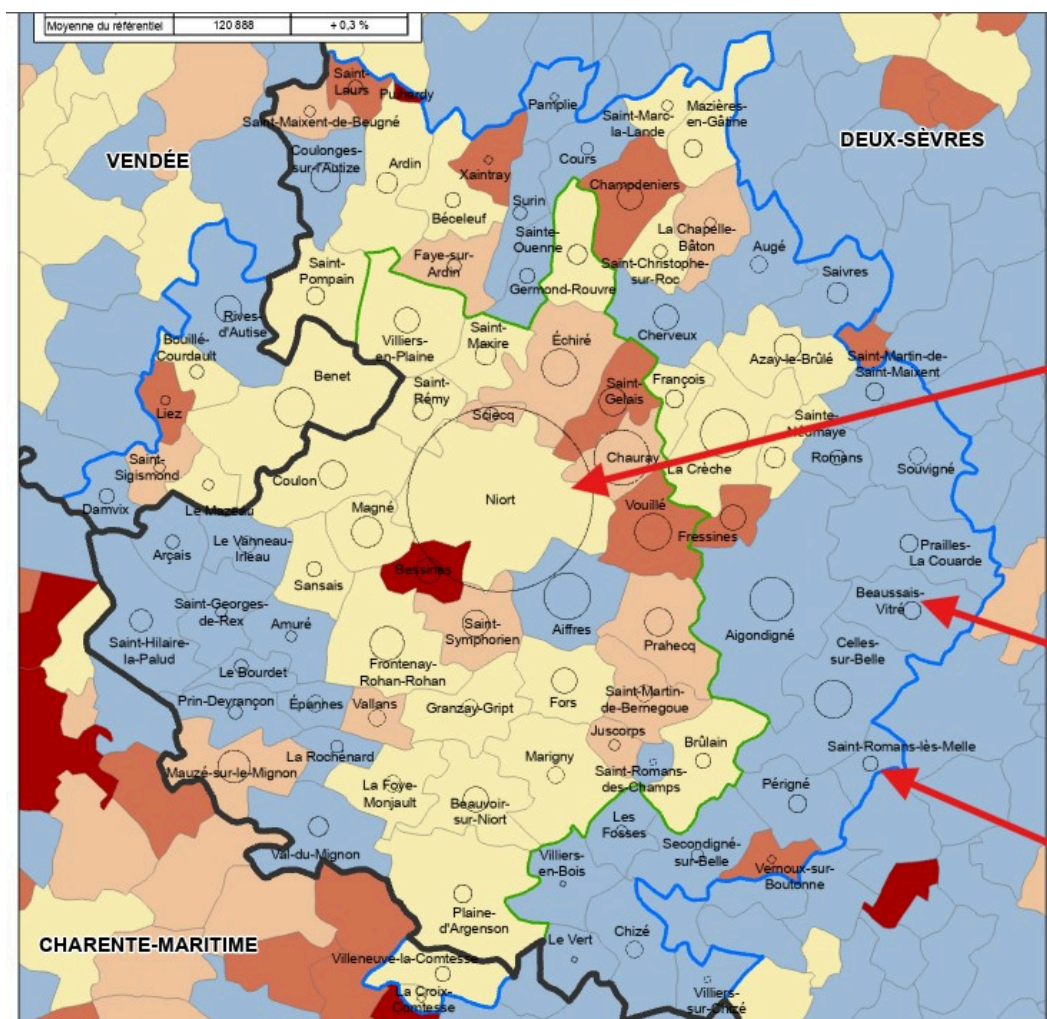 Moyenne du référentiel 120 888 + 0,3 %
Saint-
Laurs
Puihardy
Saint-Maixent-de-Beugné
Pamplie
Saint-Marc-
la-Lande
Mazières-
en-Gâtine
DEUX-SÈVRES
VENDÉE
Coulonges-
sur-l'Autize
Ardin
Xaintray
Cours
Champdeniers
Béceleuf
Surin
Sainte-
Ouenne
La Chapelle-
Bâton
Augé
Saint-
Pompain
Faye-sur-
Ardin
Germond-Rouvre
Saint-Christophe-
sur-Roc
Saivres
Rives-
d'Autise
Bouillé-
Courdault
Villiers-
en-Plaine
Saint-
Maxire
Échiré
Cherveux
Azay-le-Brûlé
Saint-Martin-de-
Saint-Maixent
Benet
Saint-
Rémy
Saint-
Gelais
François
Liez
Sciecq
Sainte-
Néomaye
Saint-
Sigismond
Coulon
Chauray
La Crèche
Romans
Souvigné
Damvix
Le Mazeau
Niort
Magné
Vouillé
Fressines
Arçais
Le Vanneau-
Irleau
Prailles-
La Couarde
Sansais
Bessines
Saint-Georges-
de-Rex
Amuré
Saint-
Symphorien
Aiffres
Beaussais-
Vitré
Saint-Hilaire-
la-Palud
Prahecq
Aigondigné
Celles-
sur-Belle
Le Bourdet
Frontenay-
Rohan-Rohan
Prin-Deyrançon
Épannes
Vallans
Granzay-Gript
Fors
Saint-Martin-
de-Bernegoue
Juscorps
Brûlain
Saint-Romans-lès-Melle
Mauzé-sur-le-Mignon
La Rochénard
Marigny
Saint-Romans-
des-Champs
Périgné
La Foye-
Monjault
Beauvoir-
sur-Niort
Les
Fosses
Secondigné-
sur-Belle
Val-du-Mignon
Villiers-
en-Bois
Vernoux-sur-
Boutonne
Plaine-
d'Argenson
CHARENTE-MARITIME
Villeneuve-la-Comtesse
Le Vert
Chizé
La Croix-
Comtesse
Villiers-
sur-Chizé